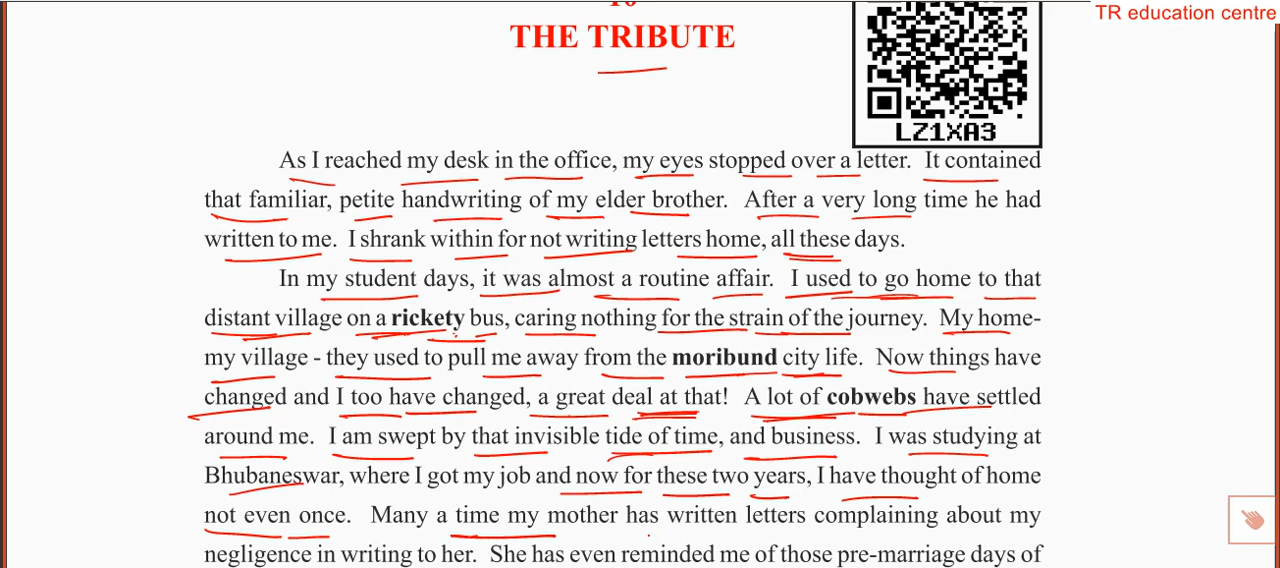 TR education centre
THE TRIBUTE
LZ1XA3
As I reached my desk in the office, my eyes stopped over a letter. It contained
that familiar, petite handwriting of my elder brother. After a very long time he had
written to me. I shrank within for not writing letters home, all these days.
In my student days, it was almost a routine affair. I used to go home to that
distant village on a rickety bus, caring nothing for the strain of the journey. My home-
my village - they used to pull me away from the moribund city life. Now things have
changed and I too have changed, a great deal at that! A lot of cobwebs have settled
around me. I am swept by that invisible tide of time, and business. I was studying at
Bhubaneswar, where I got my job and now for these two years, I have thought of home
not even once. Many a time my mother has written letters complaining about my
negligence in writing to her. She has even reminded me of those pre-marriage days of